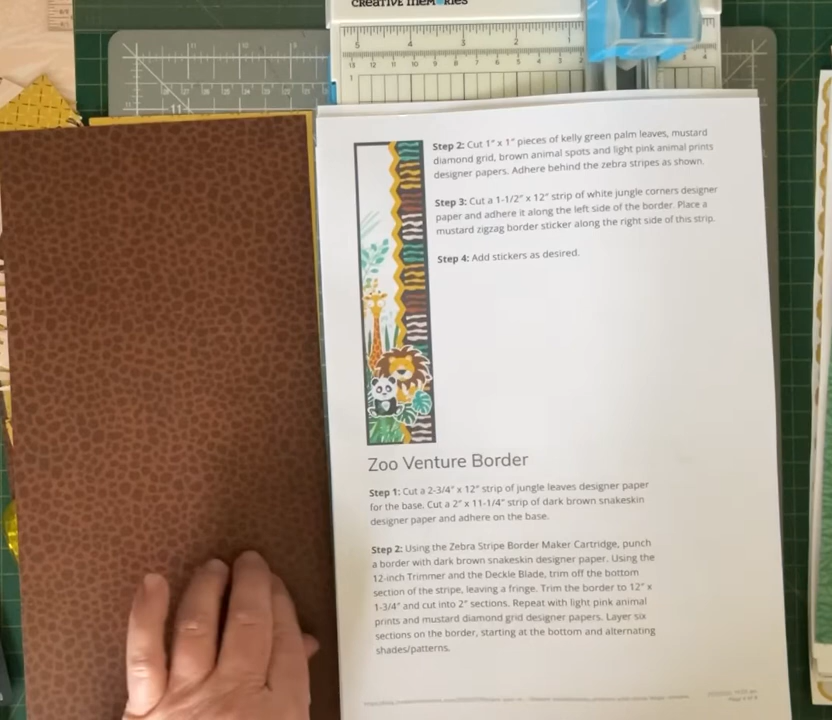 CREATIVE memories
Step 2: Cut 1" x 1" pieces of kelly green palm leaves, mustard
diamond grid, brown animal spots and light pink animal prints
designer papers. Adhere behind the zebra stripes as shown.
Step 3: Cut a 1-1/2" x 12" strip of white jungle corners designer
paper and adhere it along the left side of the border. Place a
mustard zigzag border sticker along the right side of this strip.
Step 4: Add stickers as desired.
Zoo Venture Border
Step 1: Cut a 2-3/4" x 12" strip of jungle leaves designer paper
for the base. Cut a 2" x 11-1/4" strip of dark brown snakeskin
designer paper and adhere on the base.
Step 2: Using the Zebra Stripe Border Maker Cartridge, punch
a border with dark brown snakeskin designer paper. Using the
12-inch Trimmer and the Deckle Blade, trim off the bottom
section of the stripe, leaving a fringe. Trim the border to 12" x
1-3/4" and cut into 2" sections. Repeat with light pink animal
prints and mustard diamond grid designer papers. Layer six
sections on the border, starting at the bottom and alternating
shades/patterns.